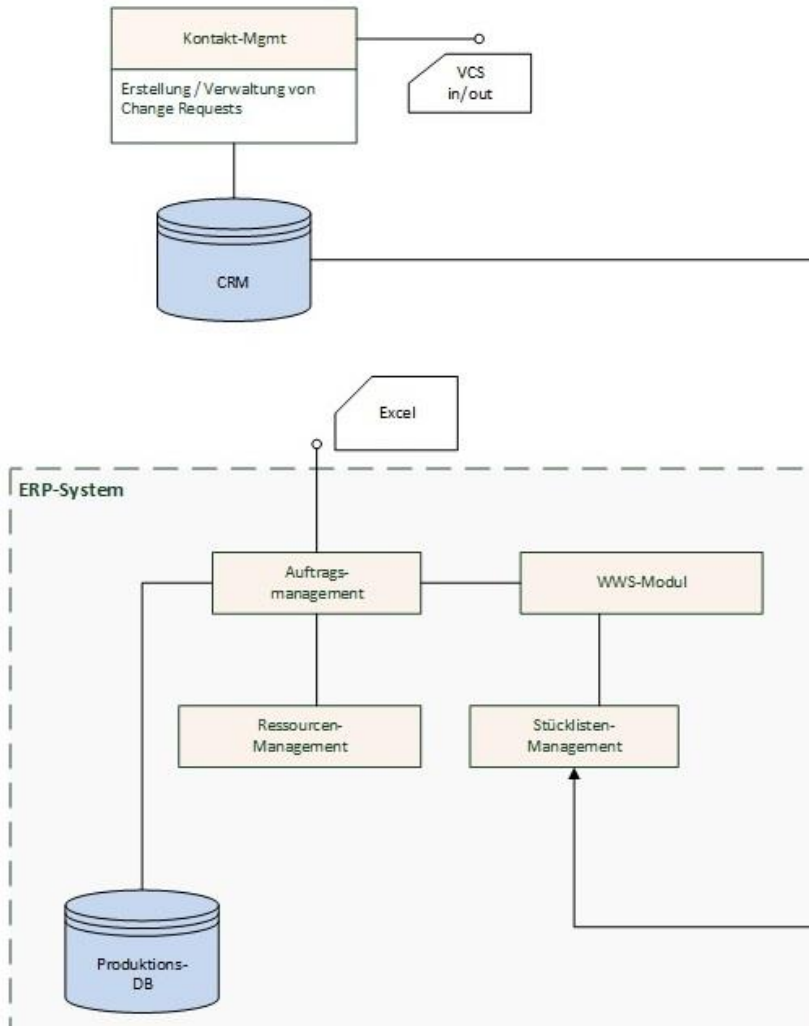 Kontakt-Mgmt
Erstellung / Verwaltung von
Change Requests
VCS
in/out
CRM
Excel
ERP-System
Auftrags-
management
WWS-Modul
Ressourcen-
Management
Stücklisten-
Management
Produktions-
DB